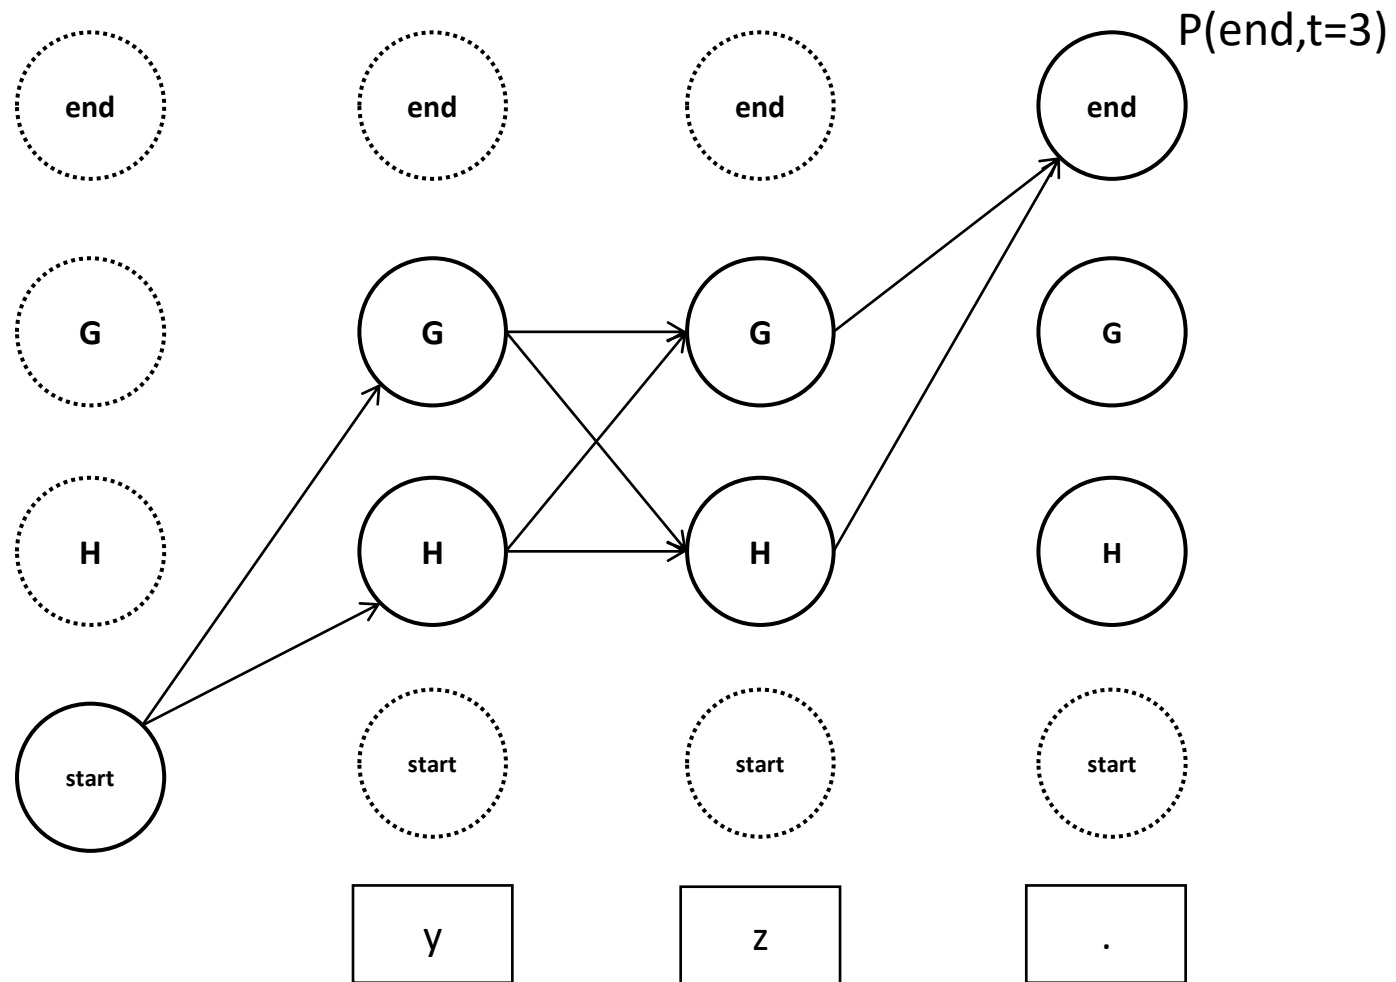 P(end,t=3)
end end end end
G G G G
H H H H
start start start start
y z .